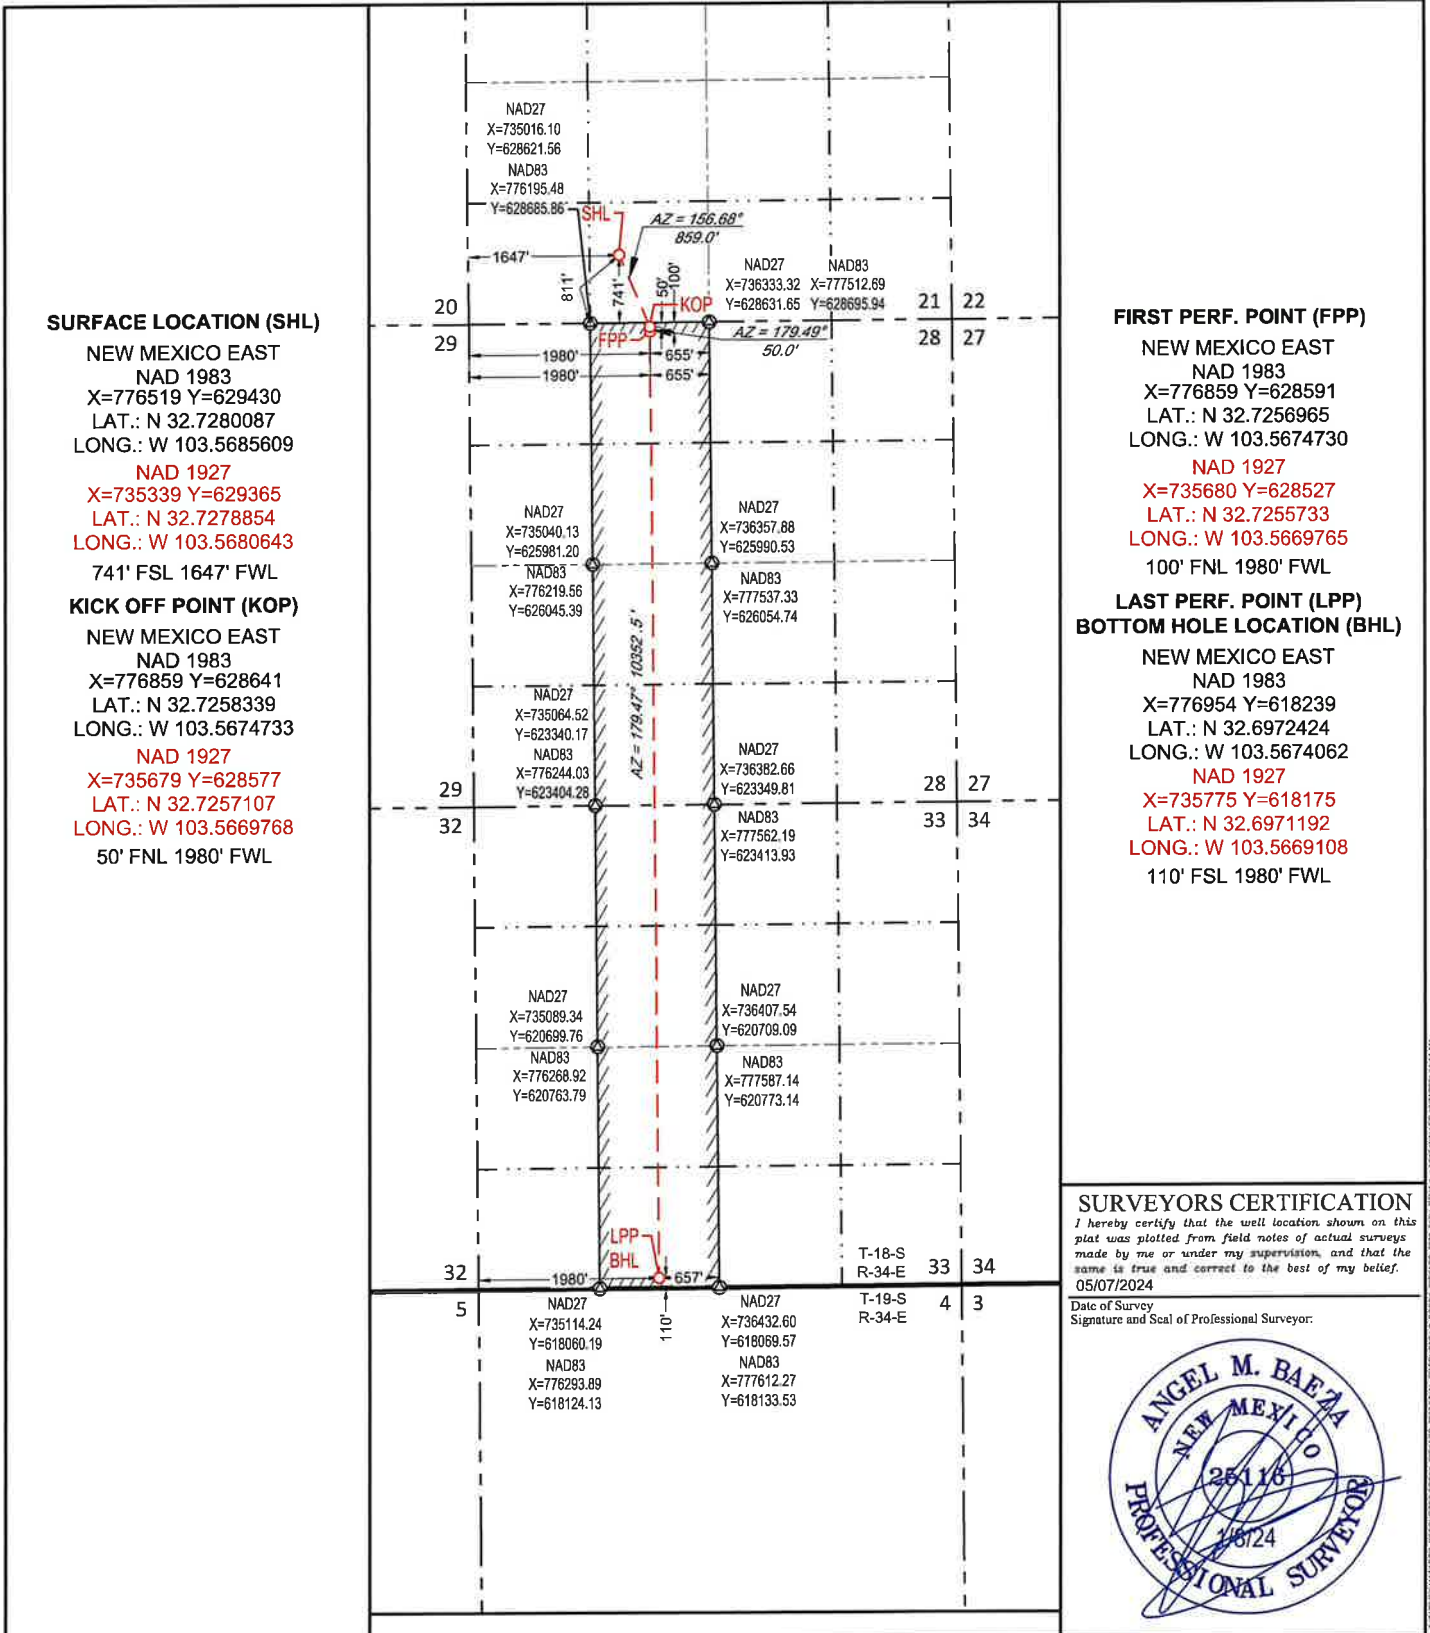 SURFACE LOCATION (SHL)
NEW MEXICO EAST
NAD 1983
X=776519 Y=629430
LAT.: N 32.7280087
LONG.: W 103.5685609
NAD 1927
X=735339 Y=629365
LAT.: N 32.7278854
LONG.: W 103.5680643
741' FSL 1647' FWL
KICK OFF POINT (KOP)
NEW MEXICO EAST
NAD 1983
X=776859 Y=628641
LAT.: N 32.7258339
LONG.: W 103.5674733
NAD 1927
X=735679 Y=628577
LAT.: N 32.7257107
LONG.: W 103.5669768
50' FNL 1980' FWL
NAD27
X=735016.10
Y=628621.56
NAD83
X=776195.48
Y=628685.86
SHL
AZ = 156.68°
859.0'
1647'
811'
741'
50'
100'
KOP
NAD27
X=736333.32
Y=628631.65
NAD83
X=777512.69
Y=628695.94
20
29
21 22
28 27
FPP
AZ = 179.49°
50.0'
1980'
655'
1980'
655'
NAD27
X=735040.13
Y=625981.20
NAD83
X=776219.56
Y=626045.39
NAD27
X=736357.88
Y=625990.53
NAD83
X=777537.33
Y=626054.74
AZ = 179.47° 10352.5'
NAD27
X=735064.52
Y=623340.17
NAD83
X=776244.03
Y=623404.28
NAD27
X=736382.66
Y=623349.81
NAD83
X=777562.19
Y=623413.93
29
32
28 27
33 34
NAD27
X=735089.34
Y=620699.76
NAD83
X=776268.92
Y=620763.79
NAD27
X=736407.54
Y=620709.09
NAD83
X=777587.14
Y=620773.14
LPP
BHL
1980'
657'
110'
32
5
T-18-S
R-34-E
33 34
T-19-S
R-34-E
4 3
NAD27
X=735114.24
Y=618060.19
NAD83
X=776293.89
Y=618124.13
NAD27
X=736432.60
Y=618069.57
NAD83
X=777612.27
Y=618133.53
FIRST PERF. POINT (FPP)
NEW MEXICO EAST
NAD 1983
X=776859 Y=628591
LAT.: N 32.7256965
LONG.: W 103.5674730
NAD 1927
X=735680 Y=628527
LAT.: N 32.7255733
LONG.: W 103.5669765
100' FNL 1980' FWL
LAST PERF. POINT (LPP)
BOTTOM HOLE LOCATION (BHL)
NEW MEXICO EAST
NAD 1983
X=776954 Y=618239
LAT.: N 32.6972424
LONG.: W 103.5674062
NAD 1927
X=735775 Y=618175
LAT.: N 32.6971192
LONG.: W 103.5669108
110' FSL 1980' FWL
SURVEYORS CERTIFICATION
I hereby certify that the well location shown on this
plat was plotted from field notes of actual surveys
made by me or under my supervision, and that the
same is true and correct to the best of my belief.
05/07/2024
Date of Survey
Signature and Seal of Professional Surveyor:
ANGEL M. BAEZA
NEW MEXICO
25116
PROFESSIONAL SURVEYOR